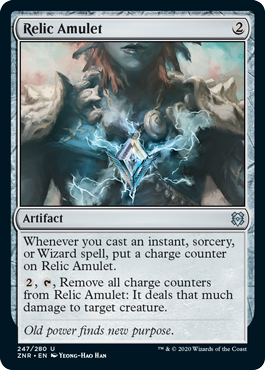 Relic Amulet 2
Artifact
Whenever you cast an instant, sorcery,
or Wizard spell, put a charge counter
on Relic Amulet.
2, , Remove all charge counters
from Relic Amulet: It deals that much
damage to target creature.
Old power finds new purpose.
247/280 U
ZNR • EN Yeong-Hao Han
™ & © 2020 Wizards of the Coast